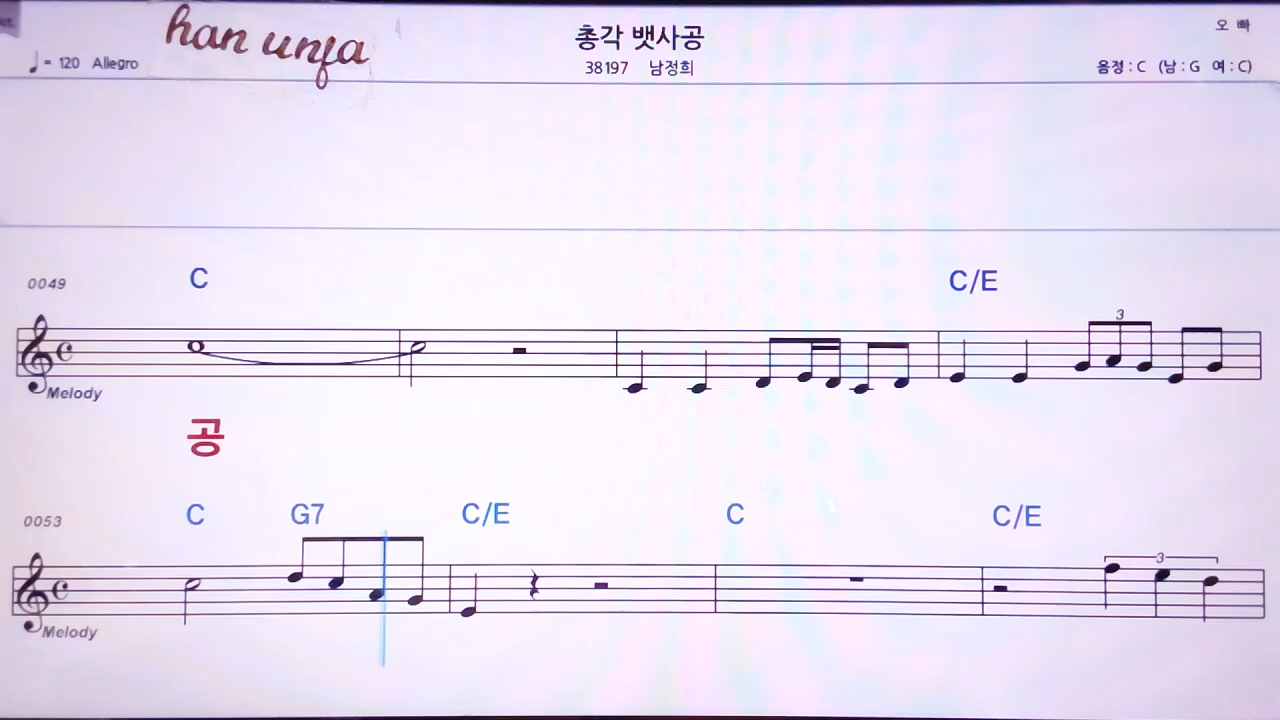 han unja
총각 뱃사공
오 빠
♩= 120 Allegro
38197 남정희
음정 : C (남 : G 여 : C)
0049 C C/E
3
Melody
공
0053 C G7 C/E C C/E
3
Melody